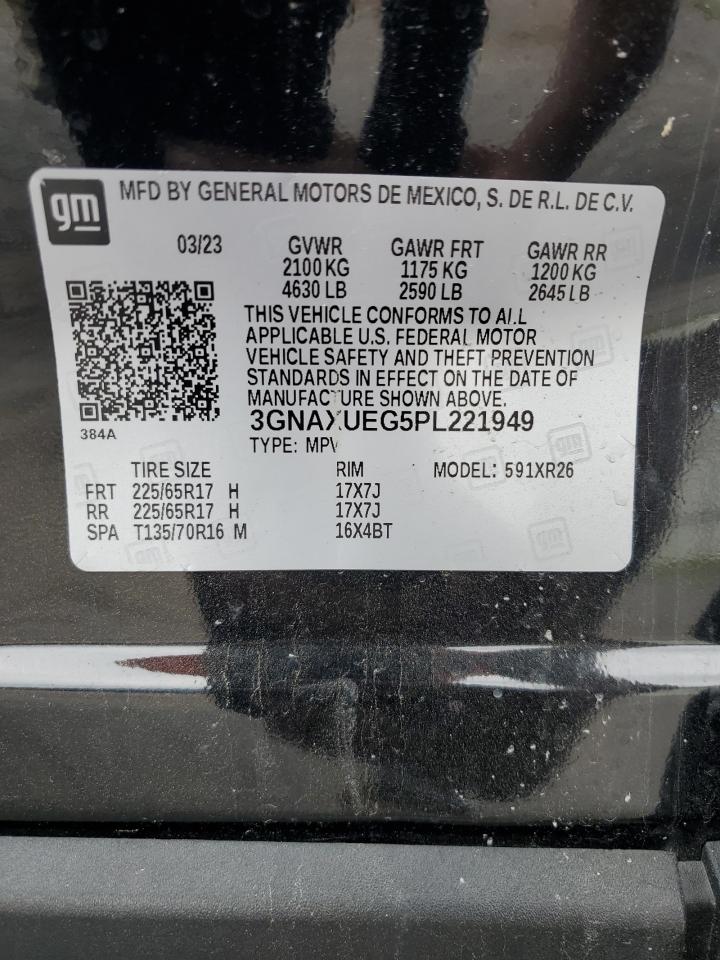 gm MFD BY GENERAL MOTORS DE MEXICO, S. DE R.L. DE C.V.
03/23 GVWR GAWR FRT GAWR RR
2100 KG 1175 KG 1200 KG
4630 LB 2590 LB 2645 LB
THIS VEHICLE CONFORMS TO ALL
APPLICABLE U.S. FEDERAL MOTOR
VEHICLE SAFETY AND THEFT PREVENTION
STANDARDS IN EFFECT ON THE DATE OF
MANUFACTURE SHOWN ABOVE.
384A
3GNAXUEG5PL221949
TYPE: MPV
TIRE SIZE RIM MODEL: 591XR26
FRT 225/65R17 H 17X7J
RR 225/65R17 H 17X7J
SPA T135/70R16 M 16X4BT